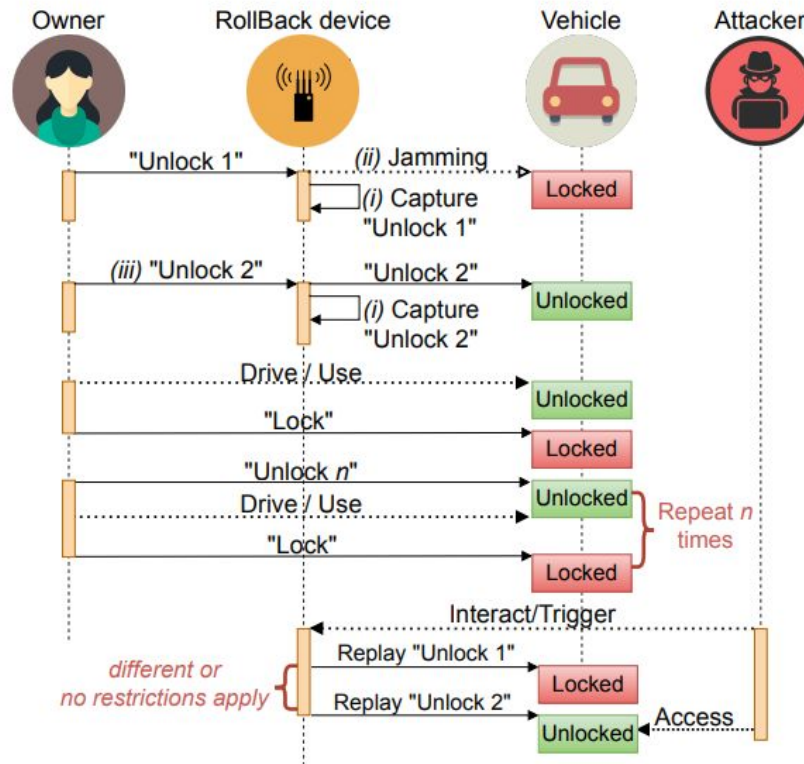 Owner
RollBack device
Vehicle
Attacker
"Unlock 1"
(ii) Jamming
Locked
(i) Capture
"Unlock 1"
(iii) "Unlock 2"
"Unlock 2"
Unlocked
(i) Capture
"Unlock 2"
Drive / Use
Unlocked
"Lock"
Locked
"Unlock n"
Unlocked
Drive / Use
Repeat n
times
"Lock"
Locked
Interact/Trigger
different or
no restrictions apply
Replay "Unlock 1"
Locked
Replay "Unlock 2"
Unlocked
Access